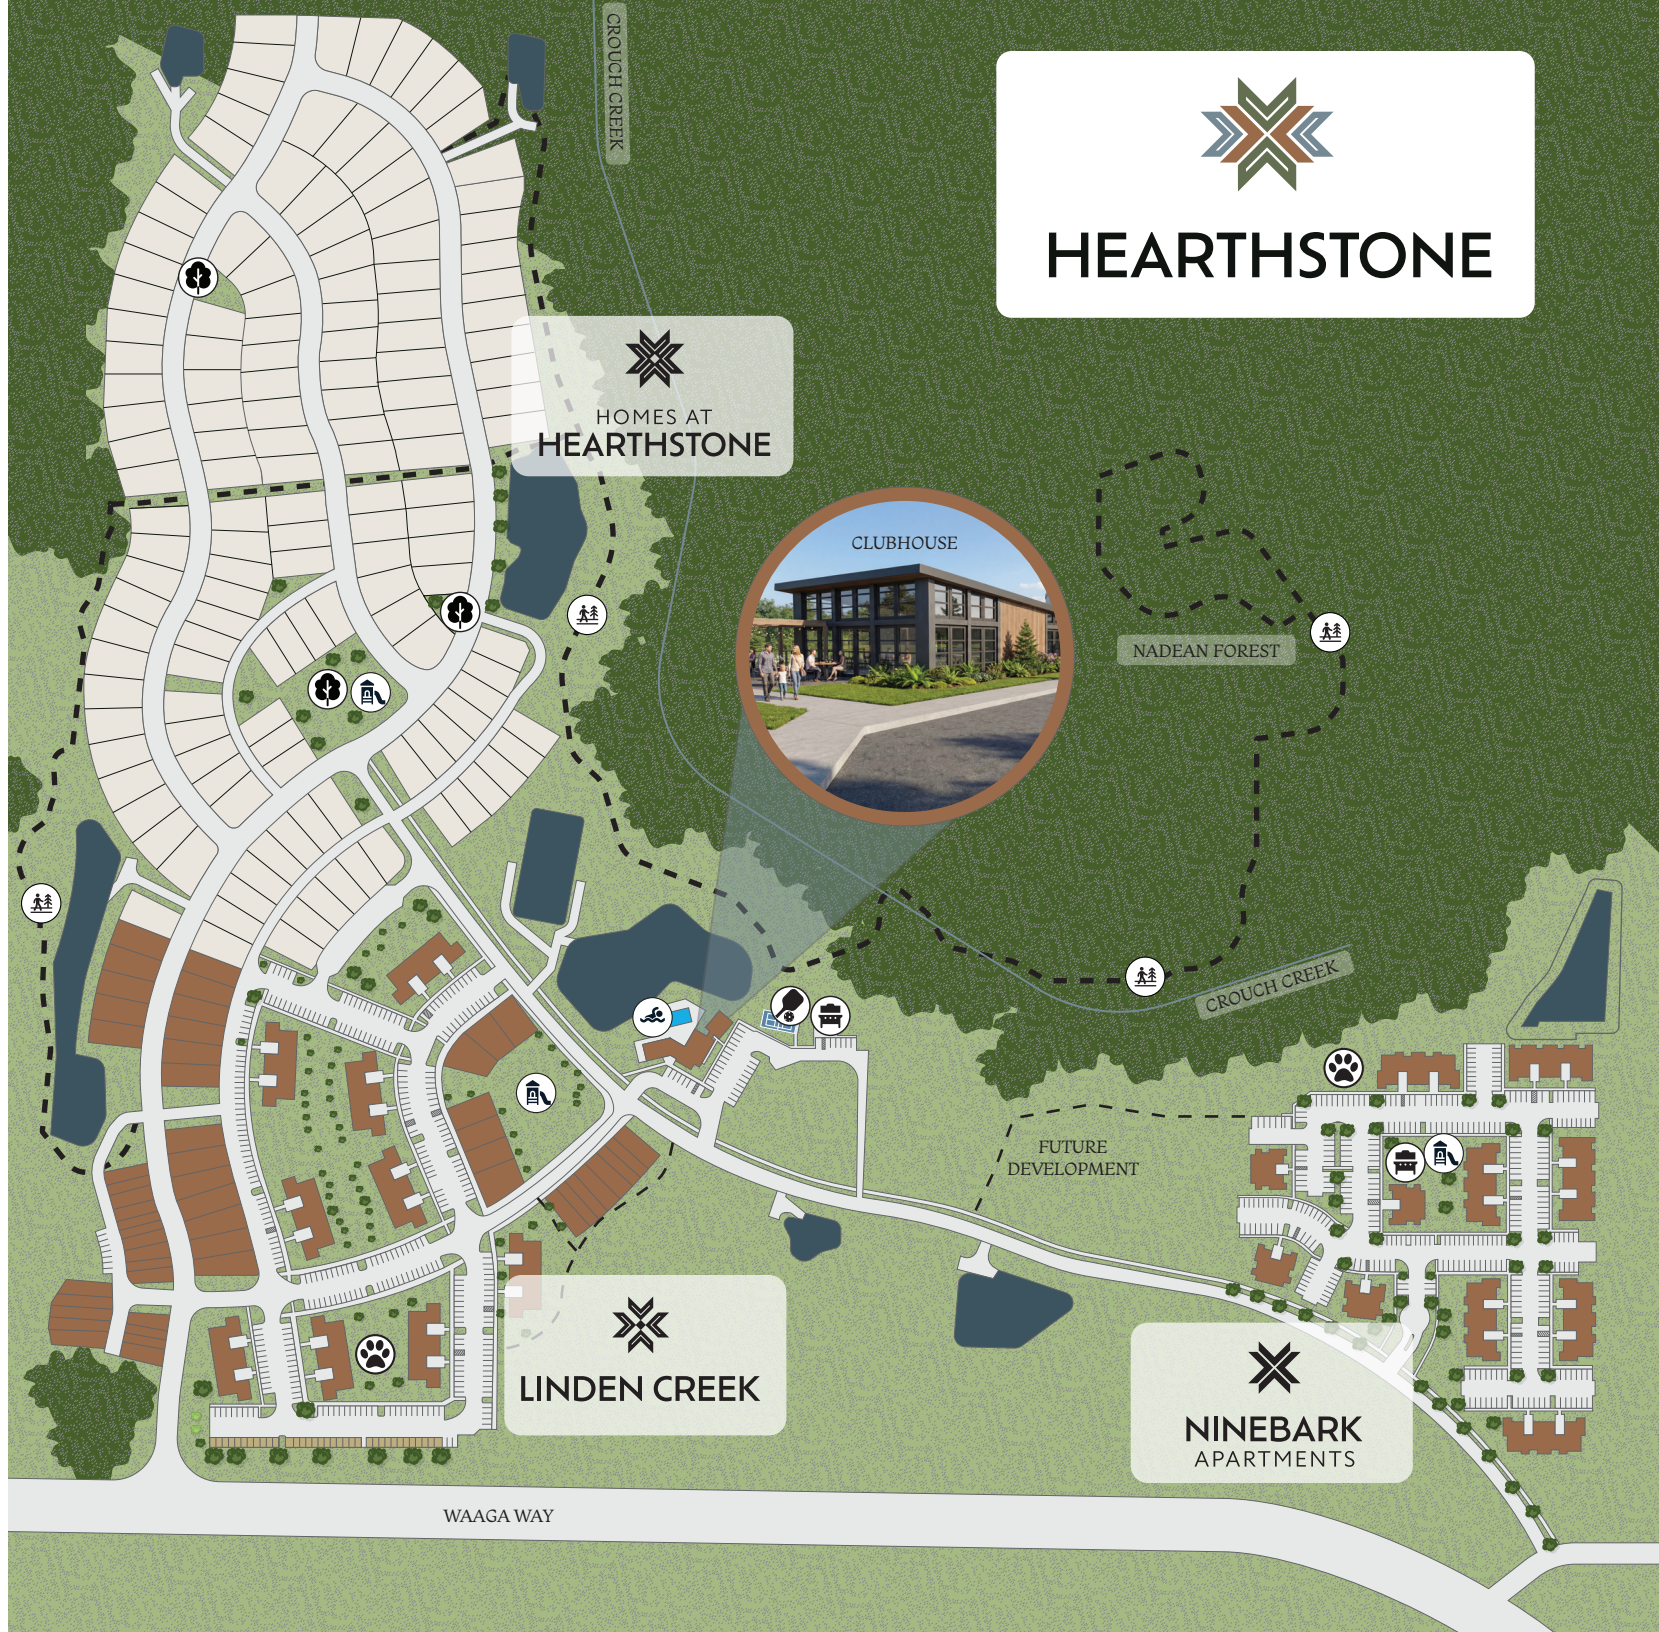 CROUCH CREEK
HEARTHSTONE
HOMES AT
HEARTHSTONE
CLUBHOUSE
NADEAN FOREST
CROUCH CREEK
FUTURE
DEVELOPMENT
LINDEN CREEK
NINEBARK
APARTMENTS
WAAGA WAY